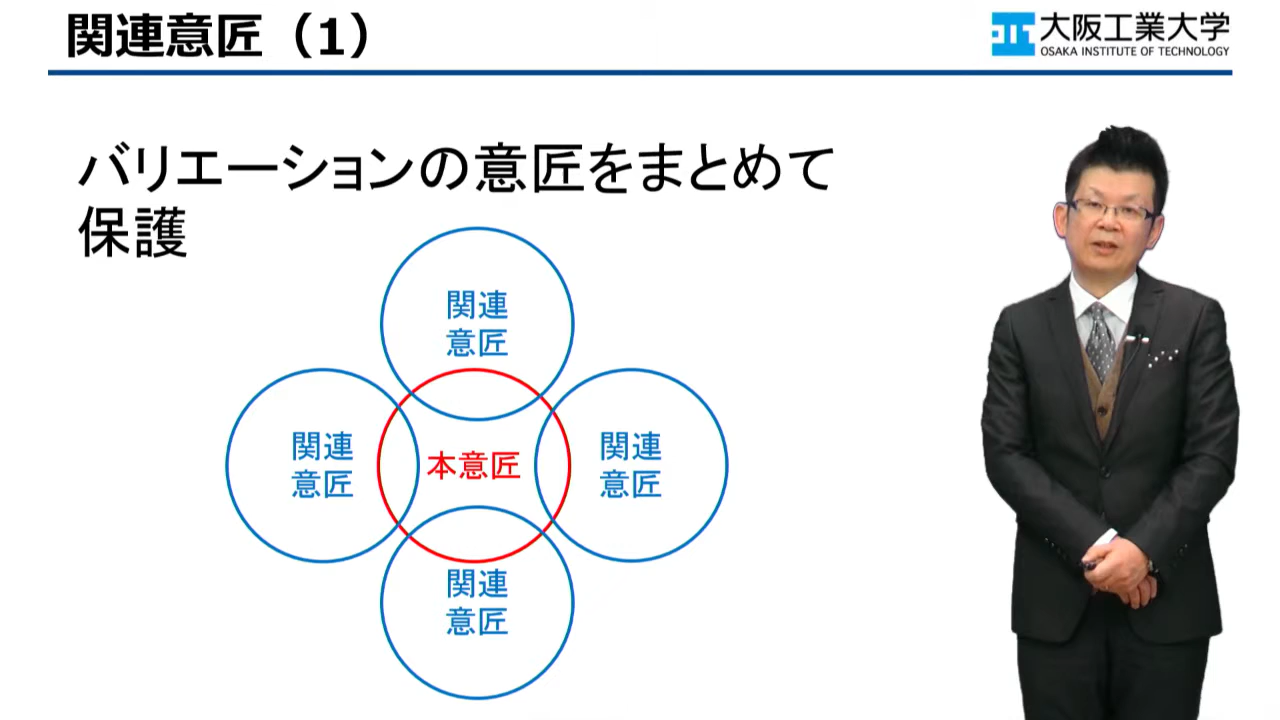 関連意匠（1）
大阪工業大学
OSAKA INSTITUTE OF TECHNOLOGY
バリエーションの意匠をまとめて
保護
関連
意匠
関連
意匠
本意匠
関連
意匠
関連
意匠